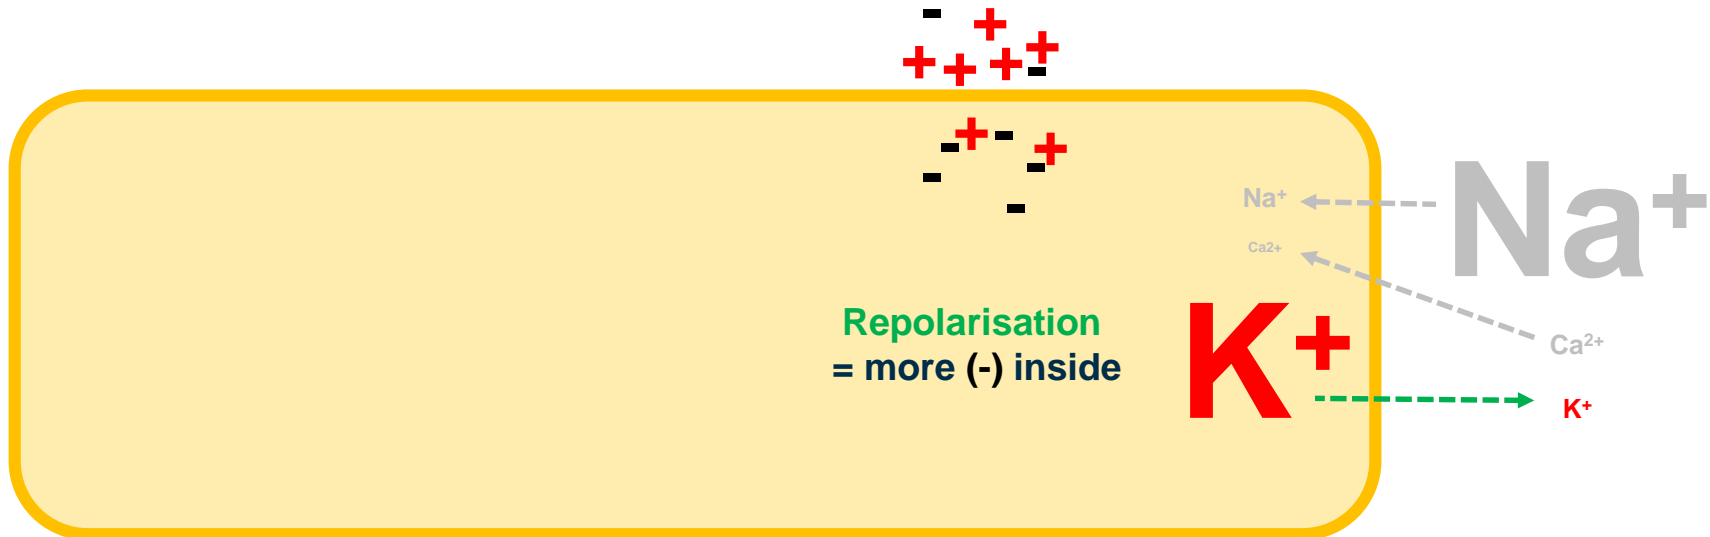 Na⁺
Na⁺
Ca2+
Repolarisation
= more (-) inside
K⁺
Ca²⁺
K⁺